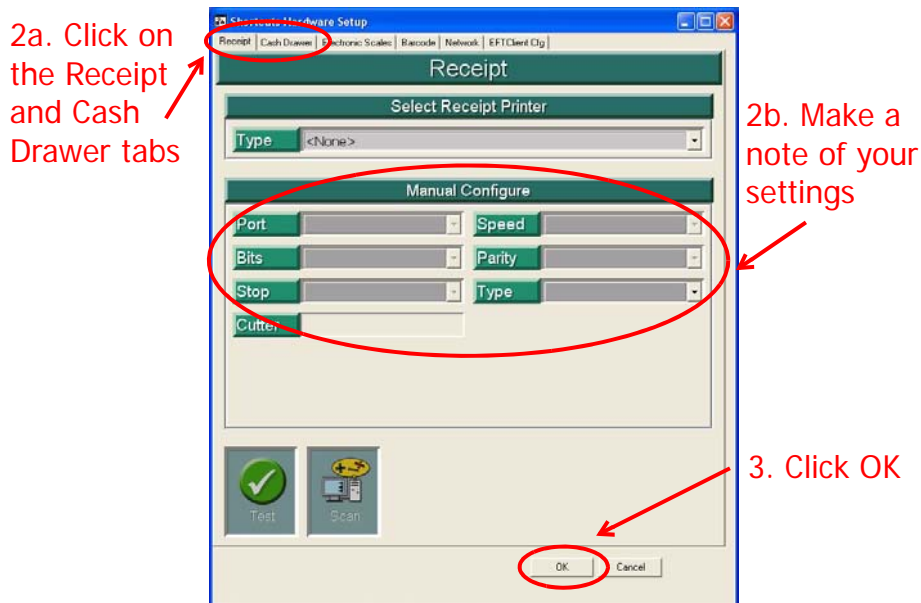 2a. Click on
the Receipt
and Cash
Drawer tabs
Shortcuts Hardware Setup
Receipt Cash Drawer Electronic Scales Barcode Network EFTClient Cfg
Receipt
Select Receipt Printer
Type <None>
2b. Make a
note of your
settings
Manual Configure
Port Speed
Bits Parity
Stop Type
Cutter
Test Scan
3. Click OK
OK Cancel